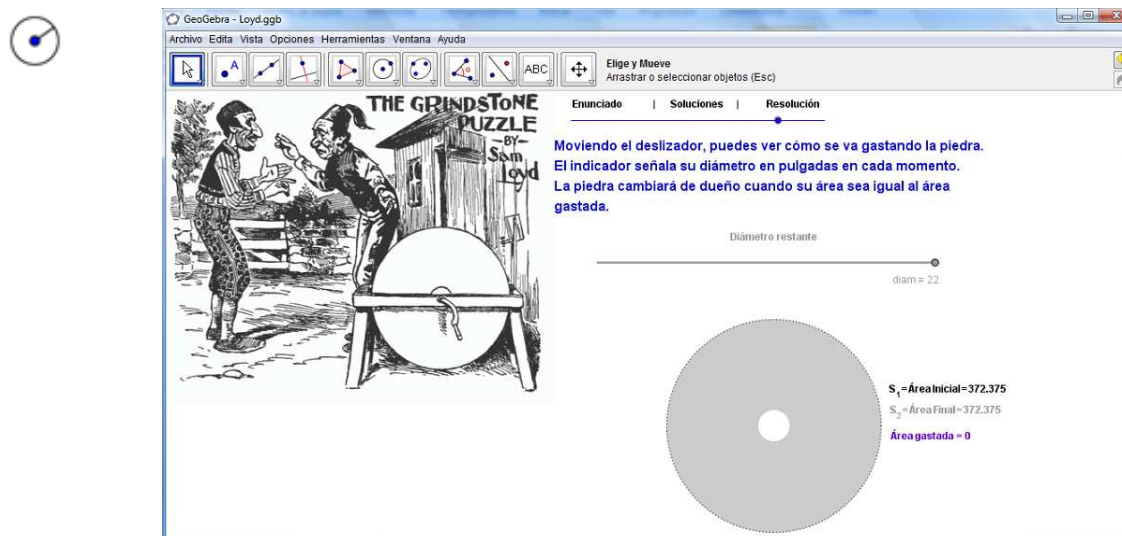 GeoGebra - Loyd.ggb
Archivo Edita Vista Opciones Herramientas Ventana Ayuda
A
ABC
Elige y Mueve
Arrastrar o seleccionar objetos (Esc)
THE GRINDSTONE
PUZZLE
-BY-
Sam
Loyd
Enunciado | Soluciones | Resolución
Moviendo el deslizador, puedes ver cómo se va gastando la piedra.
El indicador señala su diámetro en pulgadas en cada momento.
La piedra cambiará de dueño cuando su área sea igual al área
gastada.
Diámetro restante
diam = 22
S₁=Área Inicial=372.375
S₂=Área Final=372.375
Área gastada = 0